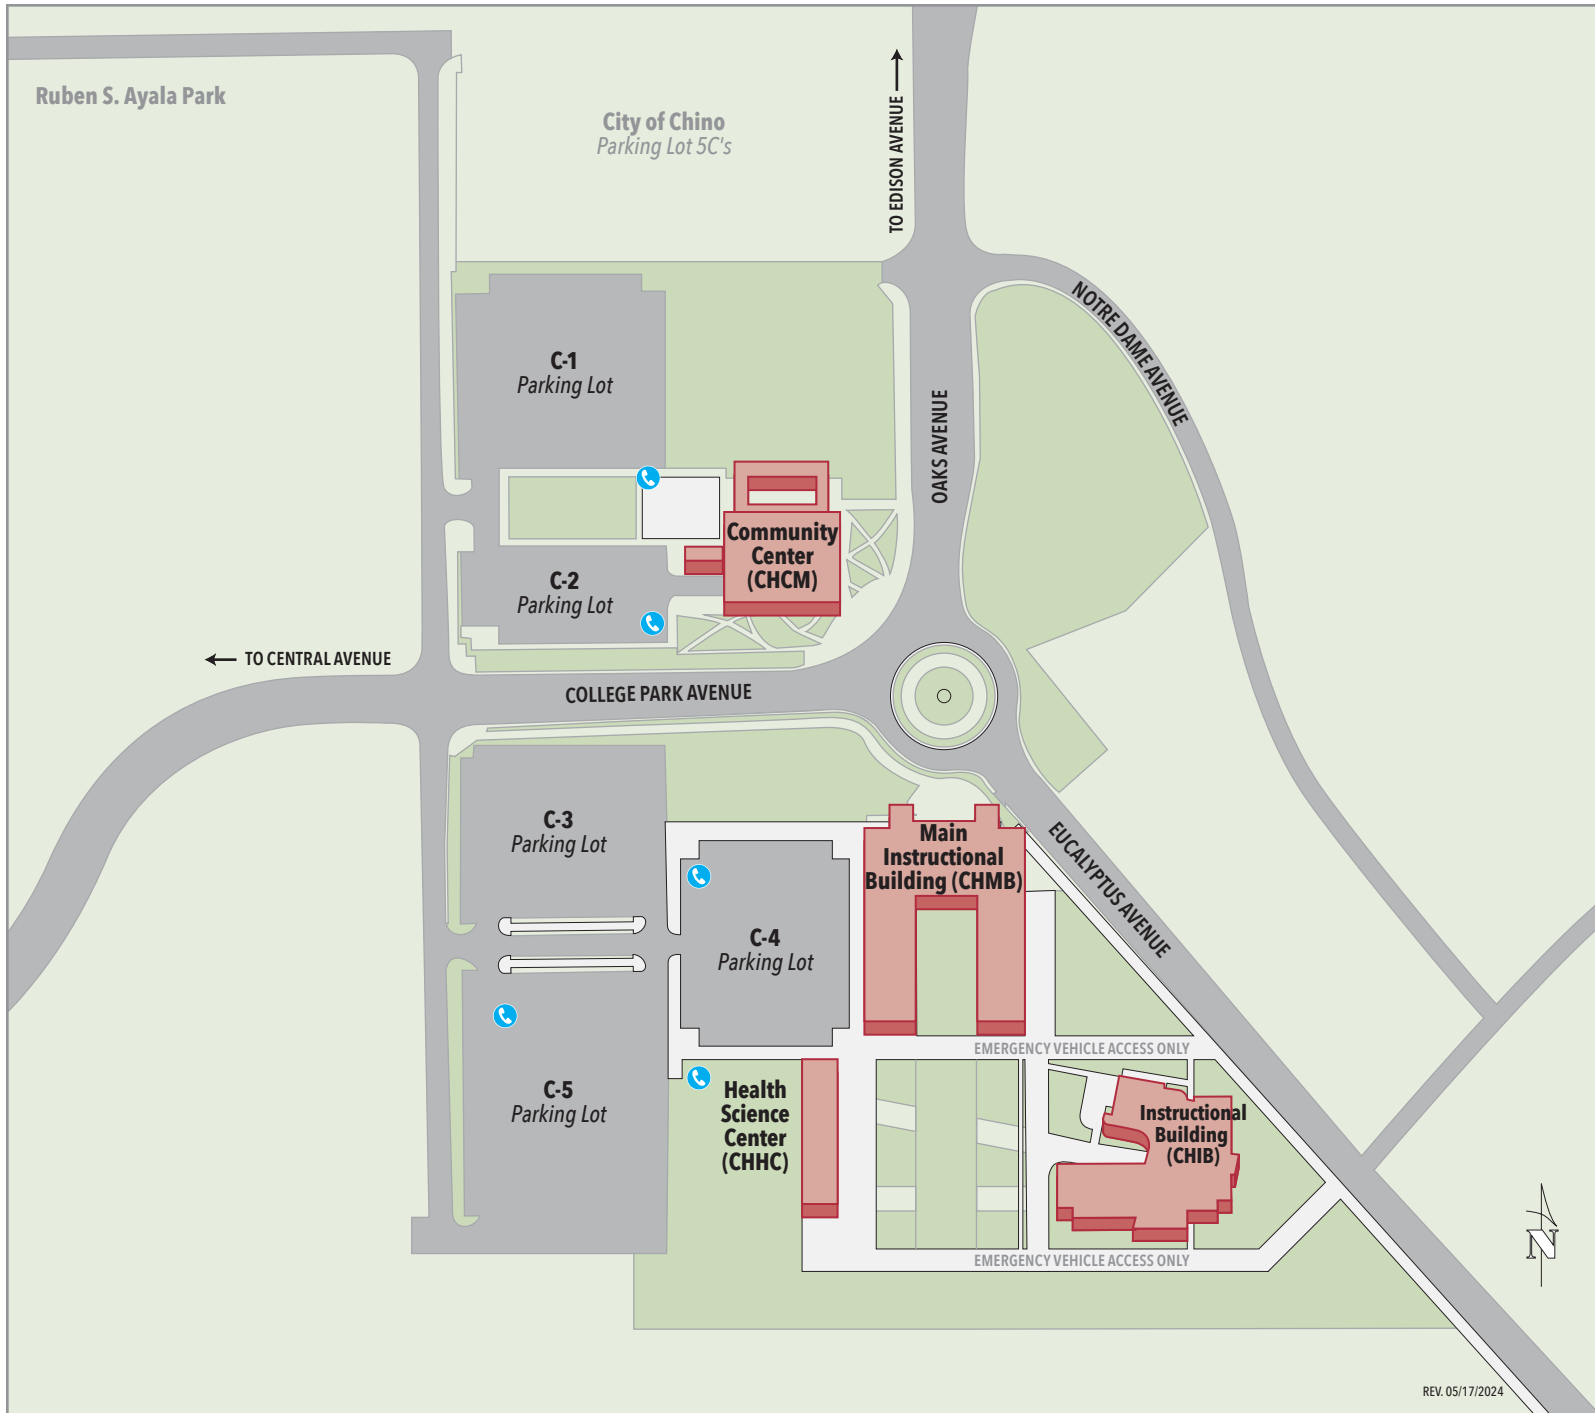 Ruben S. Ayala Park
City of Chino
Parking Lot 5C's
TO EDISON AVENUE
NOTRE DAME AVENUE
C-1
Parking Lot
OAKS AVENUE
Community
Center
(CHCM)
C-2
Parking Lot
TO CENTRAL AVENUE
COLLEGE PARK AVENUE
C-3
Parking Lot
Main
Instructional
Building (CHMB)
EUCALYPTUS AVENUE
C-4
Parking Lot
EMERGENCY VEHICLE ACCESS ONLY
C-5
Parking Lot
Health
Science
Center
(CHHC)
Instructional
Building
(CHIB)
N
EMERGENCY VEHICLE ACCESS ONLY
REV. 05/17/2024